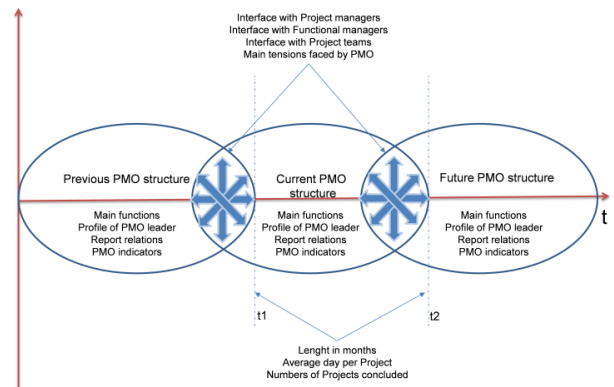 Interface with Project managers
Interface with Functional managers
Interface with Project teams
Main tensions faced by PMO
Previous PMO structure
Main functions
Profile of PMO leader
Report relations
PMO indicators
Current PMO
structure
Main functions
Profile of PMO leader
Report relations
PMO indicators
Future PMO structure
Main functions
Profile of PMO leader
Report relations
PMO indicators
t
t1
t2
Lenght in months
Average day per Project
Numbers of Projects concluded